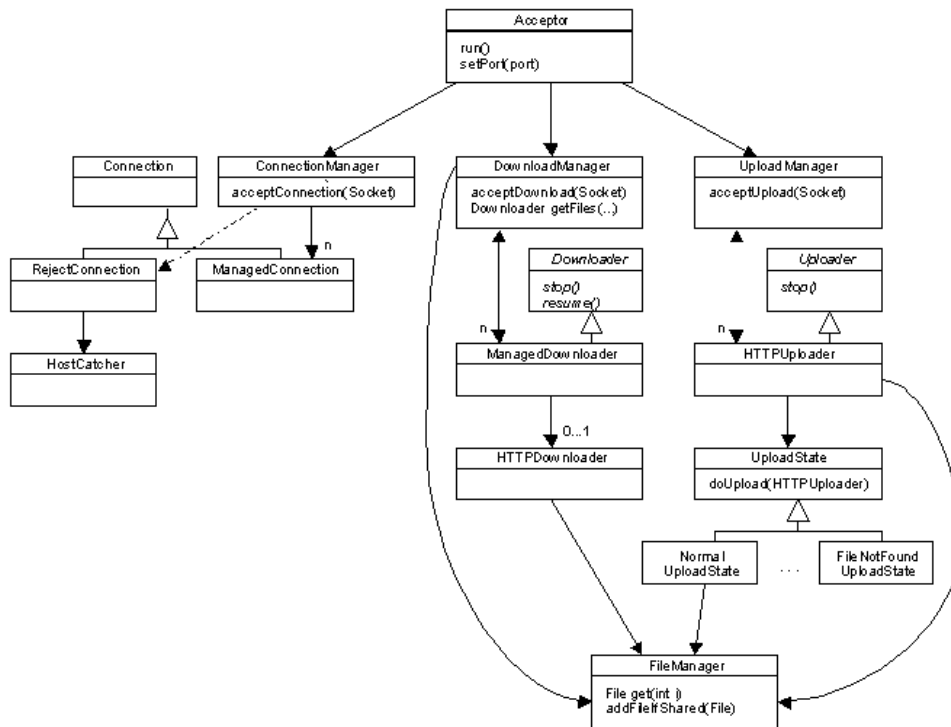 Acceptor
run()
setPort(port)
Connection
ConnectionManager
acceptConnection(Socket)
DownloadManager
acceptDownload(Socket)
Downloader getFiles(..,)
UploadManager
acceptUpload(Socket)
n
RejectConnection
ManagedConnection
Downloader
stop()
resume()
Uploader
stop()
n
n
HostCatcher
ManagedDownloader
HTTPUploader
0...1
HTTPDownloader
UploadState
doUpload(HTTPUploader)
Normal
UploadState
. . .
FileNotFound
UploadState
FileManager
File get(int i)
addFileIfShared(File)